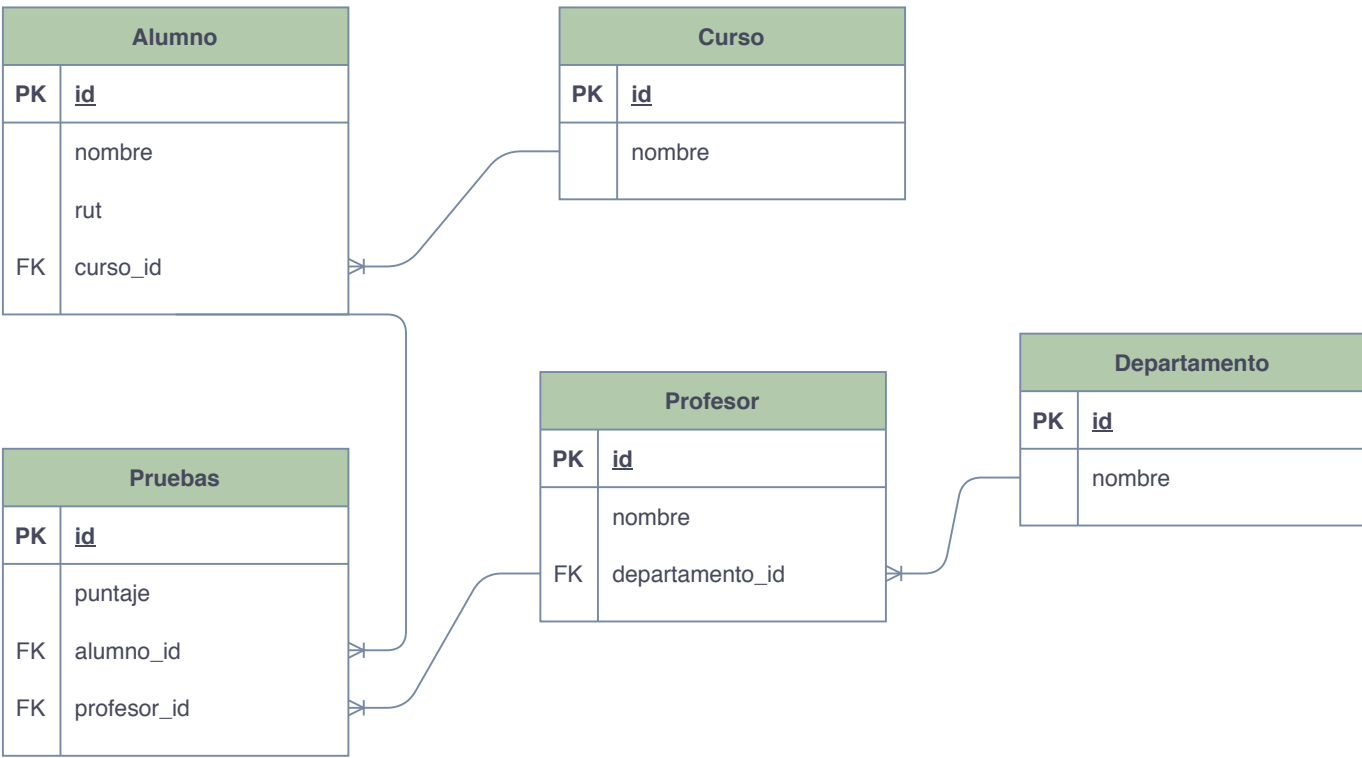 Alumno
PK id
nombre
rut
FK curso_id
Curso
PK id
nombre
Profesor
PK id
nombre
FK departamento_id
Departamento
PK id
nombre
Pruebas
PK id
puntaje
FK alumno_id
FK profesor_id